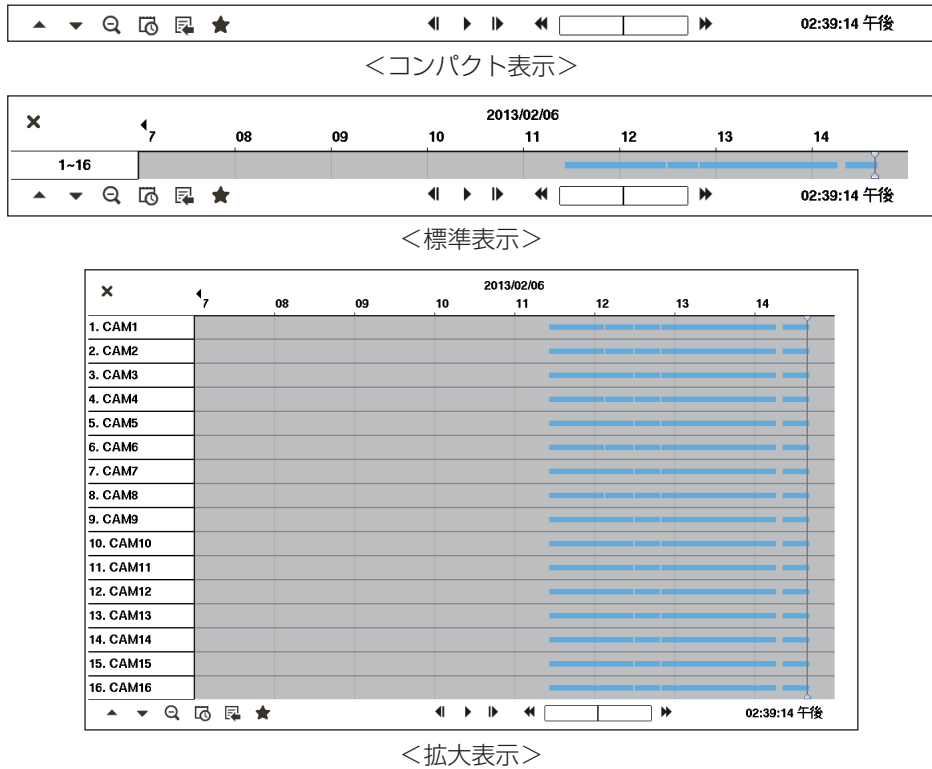 02:39:14 午後
＜コンパクト表示＞
2013/02/06
7 08 09 10 11 12 13 14
1~16
02:39:14 午後
＜標準表示＞
2013/02/06
7 08 09 10 11 12 13 14
1. CAM1
2. CAM2
3. CAM3
4. CAM4
5. CAM5
6. CAM6
7. CAM7
8. CAM8
9. CAM9
10. CAM10
11. CAM11
12. CAM12
13. CAM13
14. CAM14
15. CAM15
16. CAM16
02:39:14 午後
＜拡大表示＞